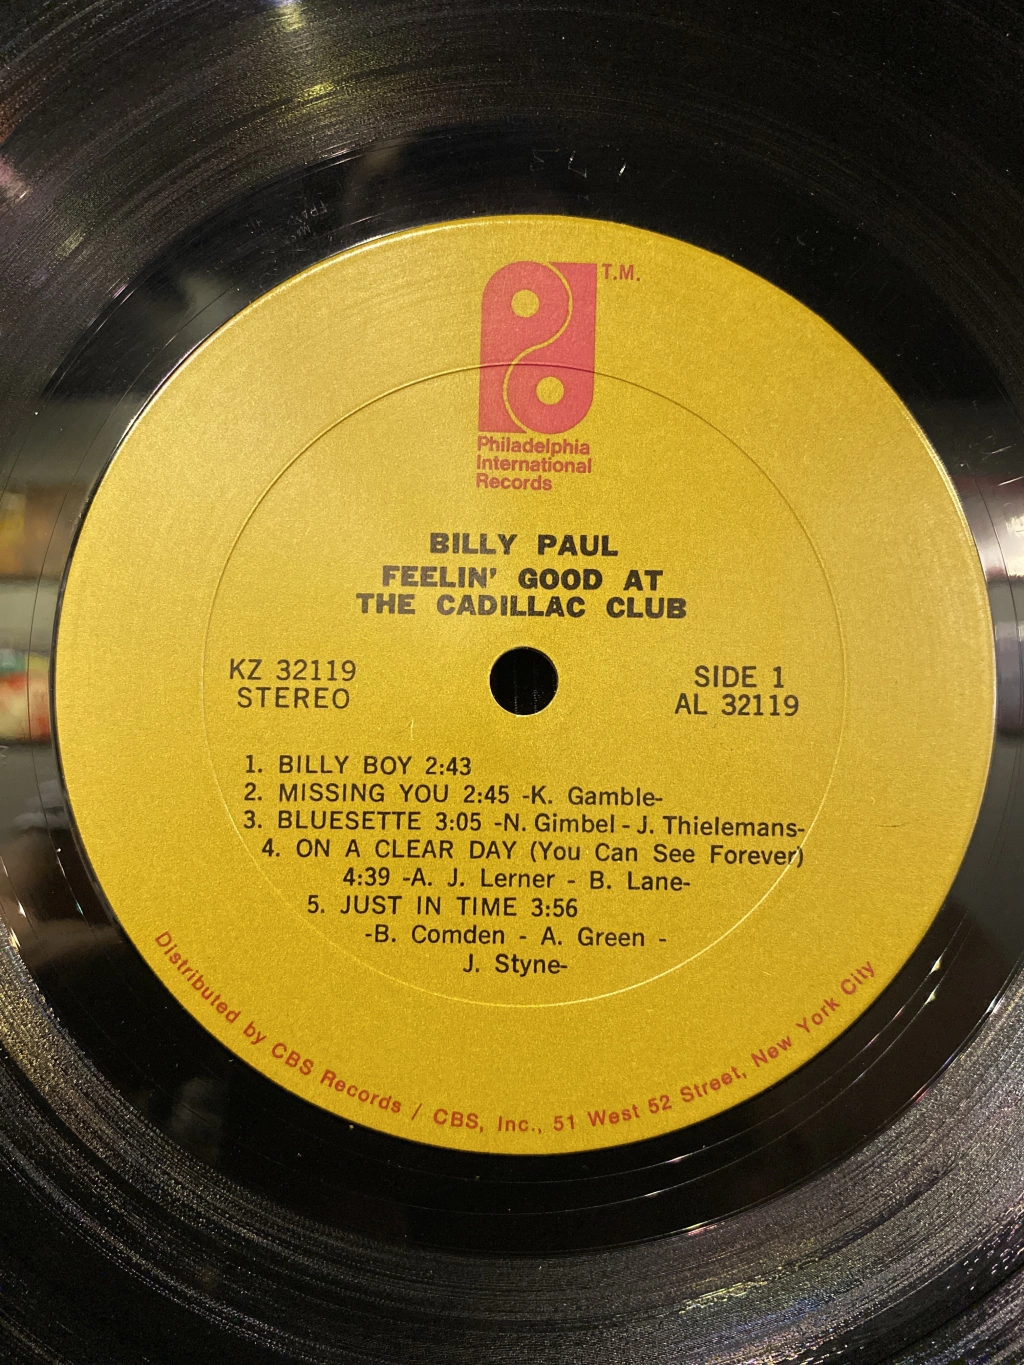 T.M.
Philadelphia
International
Records
BILLY PAUL
FEELIN' GOOD AT
THE CADILLAC CLUB
KZ 32119
STEREO
SIDE 1
AL 32119
1. BILLY BOY 2:43
2. MISSING YOU 2:45 -K. Gamble-
3. BLUESETTE 3:05 -N. Gimbel - J. Thielemans-
4. ON A CLEAR DAY (You Can See Forever)
4:39 -A. J. Lerner - B. Lane-
5. JUST IN TIME 3:56
-B. Comden - A. Green -
J. Styne-
Distributed by CBS Records / CBS, Inc., 51 West 52 Street, New York City